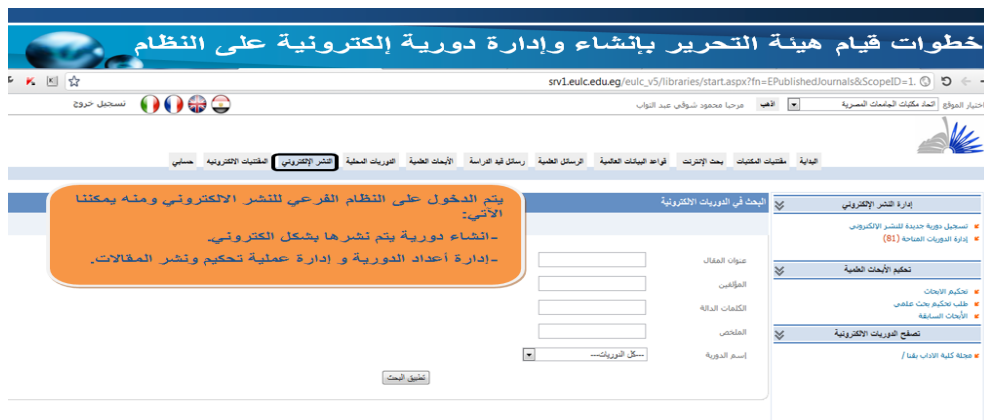 خطوات قيام هيئة التحرير بإنشاء وإدارة دورية إلكترونية على النظام
srv1.eulc.edu.eg/eulc_v5/libraries/start.aspx?fn=EPublishedJournals&ScopeID=1.
اختيار الموقع اتحاد مكتبات الجامعات المصرية اذهب مرحبا محمود شوقي عبد التواب تسجيل خروج
البداية مقتنيات المكتبات بحث الإنترنت قواعد البيانات العالمية الرسائل العلمية رسائل قيد الدراسة الأبحاث العلمية الدوريات المحلية النشر الإلكتروني المقتنيات الالكترونية حسابي
إدارة النشر الإلكتروني
تسجيل دورية جديدة للنشر الالكتروني
إدارة الدوريات المتاحة (81)
تحكيم الأبحاث العلمية
تحكيم الابحاث
طلب تحكيم بحث علمي
الأبحاث السابقة
تصفح الدوريات الالكترونية
مجلة كلية الاداب بقنا /
البحث في الدوريات الالكترونية
عنوان المقال
المؤلفين
الكلمات الدالة
الملخص
إسم الدورية ---كل الدوريات---
تطبيق البحث
يتم الدخول على النظام الفرعي للنشر الالكتروني ومنه يمكننا
الآتي:
-انشاء دورية يتم نشرها بشكل الكتروني.
-إدارة أعداد الدورية و إدارة عملية تحكيم ونشر المقالات.